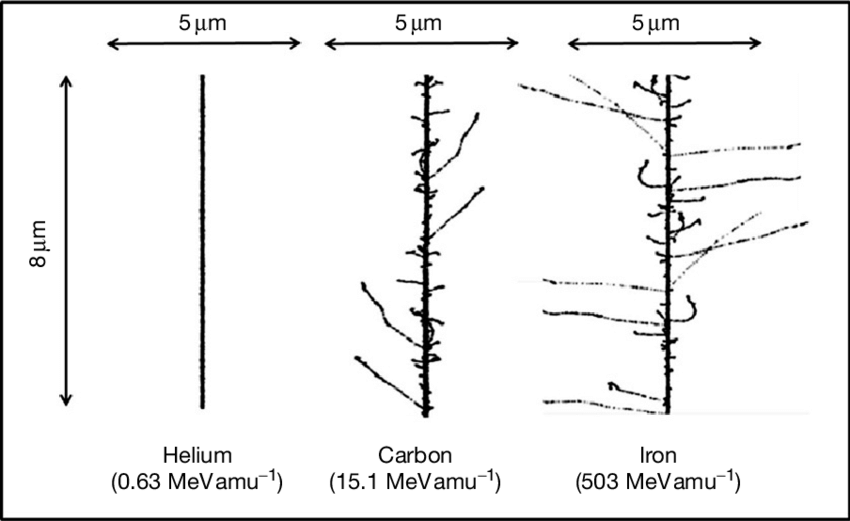 5 μm
5 μm
5 μm
8 μm
Helium
(0.63 MeVamu⁻¹)
Carbon
(15.1 MeVamu⁻¹)
Iron
(503 MeVamu⁻¹)